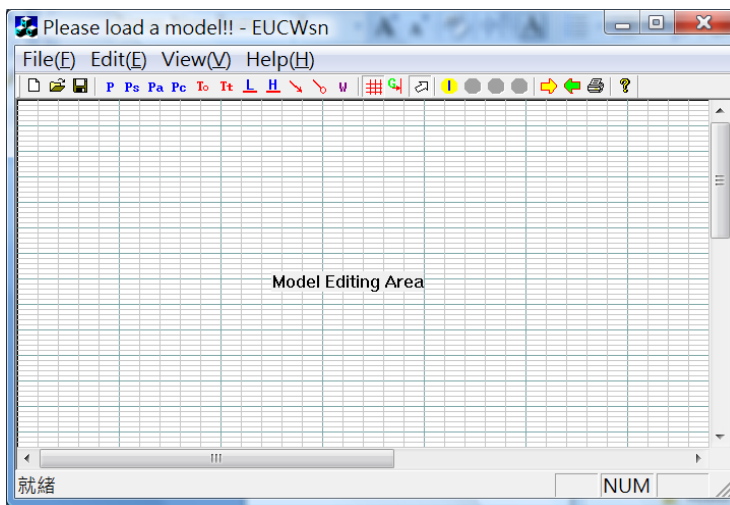 Please load a model!! - EUCWsn
File(F) Edit(E) View(V) Help(H)
P Ps Pa Pc To Tt L H W G I ?
Model Editing Area
就緒 NUM